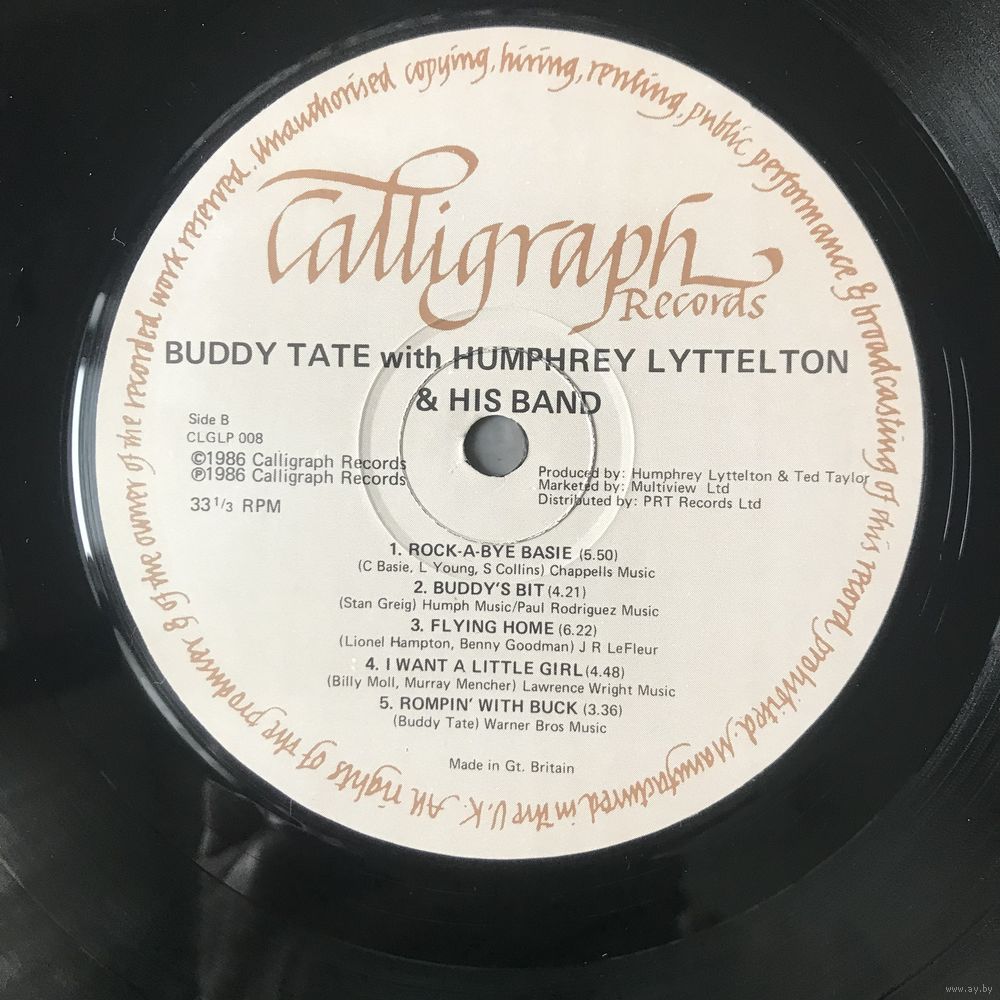 Calligraph
Records
BUDDY TATE with HUMPHREY LYTTELTON
& HIS BAND
Side B
CLGLP 008
©1986 Calligraph Records
℗1986 Calligraph Records
33 1/3 RPM
Produced by: Humphrey Lyttelton & Ted Taylor
Marketed by: Multiview Ltd
Distributed by: PRT Records Ltd
1. ROCK-A-BYE BASIE (5.50)
(C Basie, L Young, S Collins) Chappells Music
2. BUDDY'S BIT (4.21)
(Stan Greig) Humph Music/Paul Rodriguez Music
3. FLYING HOME (6.22)
(Lionel Hampton, Benny Goodman) J R LeFleur
4. I WANT A LITTLE GIRL (4.48)
(Billy Moll, Murray Mencher) Lawrence Wright Music
5. ROMPIN' WITH BUCK (3.36)
(Buddy Tate) Warner Bros Music
Made in Gt. Britain
All rights of the producer & of the owner of the recorded work reserved. Unauthorised copying, hiring, renting, public performance & broadcasting of this record prohibited. Manufactured in the U.K.
www.ay.by